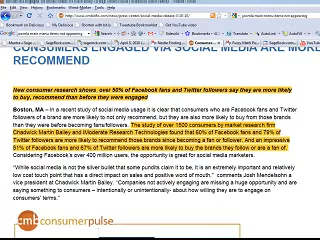 CONSUMERS ENGAGED VIA SOCIAL MEDIA ARE MORE
RECOMMEND
New consumer research shows over 50% of Facebook fans and Twitter followers say they are more likely
to buy, recommend than before they were engaged
Boston, MA – In a recent study of social media usage it is clear that consumers who are Facebook fans and Twitter
followers of a brand are more likely to not only recommend, but they are also more likely to buy from those brands
than they were before becoming fans/followers. The study of over 1500 consumers by market research firm
Chadwick Martin Bailey and iModerate Research Technologies found that 60% of Facebook fans and 79% of
Twitter followers are more likely to recommend those brands since becoming a fan or follower. And an impressive
51% of Facebook fans and 67% of Twitter followers are more likely to buy the brands they follow or are a fan of.
Considering Facebook's over 400 million users, the opportunity is great for social media marketers.
"While social media is not the silver bullet that some pundits claim it to be, it is an extremely important and relatively
low cost touch point that has a direct impact on sales and positive word of mouth," comments Josh Mendelsohn a
vice president at Chadwick Martin Bailey. "Companies not actively engaging are missing a huge opportunity and are
saying something to consumers – intentionally or unintentionally- about how willing they are to engage on
consumers' terms."
cmb consumerpulse